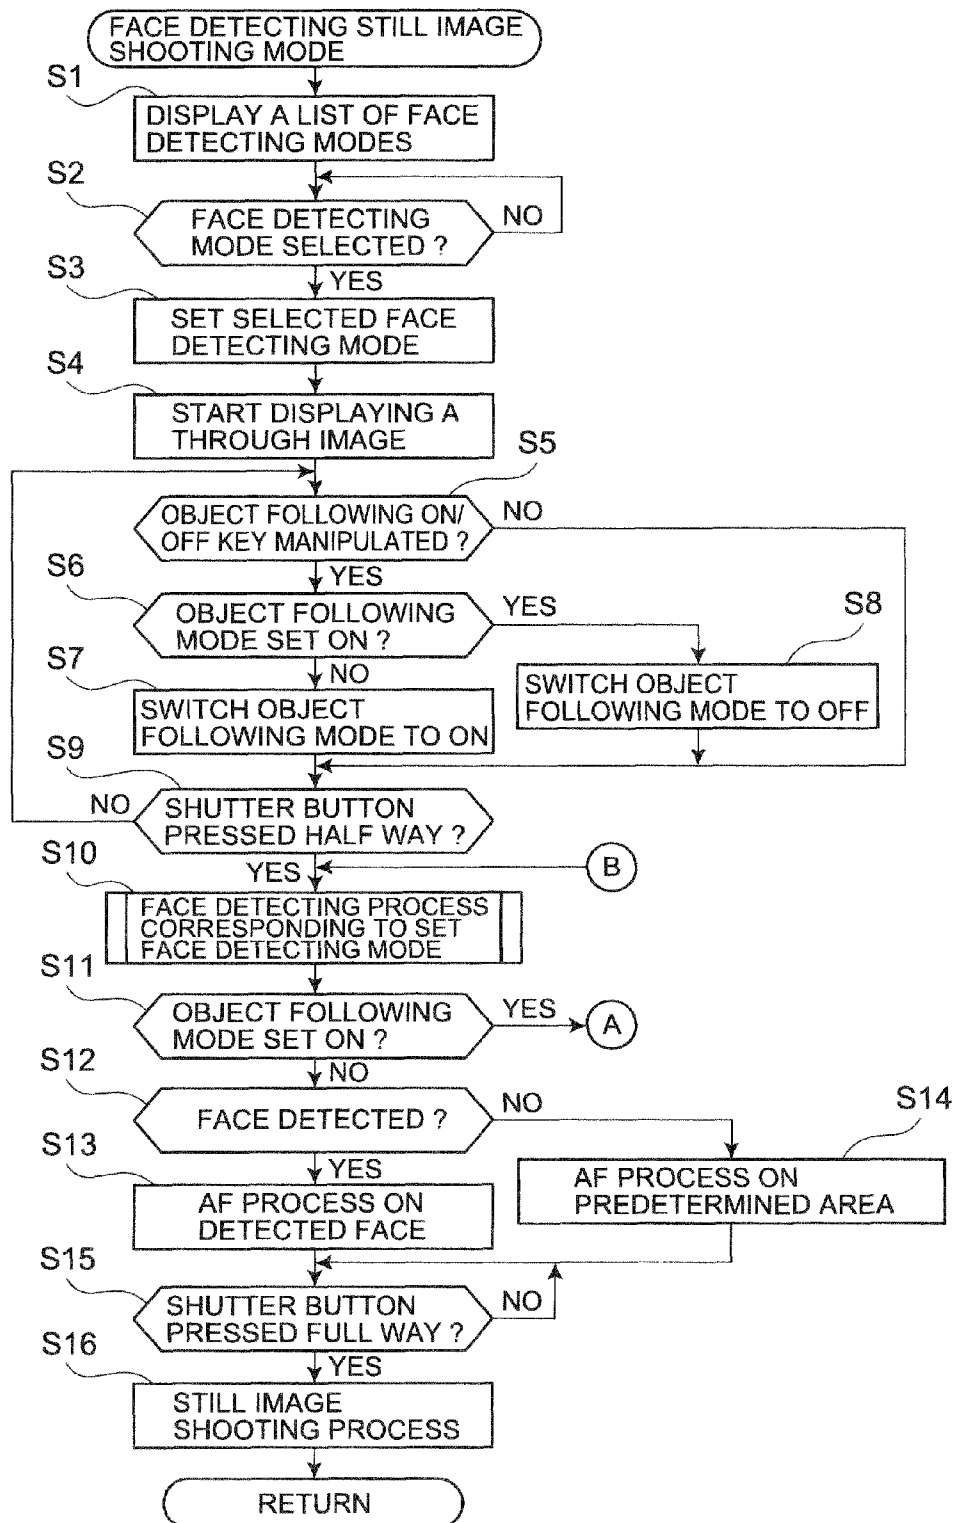 FACE DETECTING STILL IMAGE
SHOOTING MODE
S1
DISPLAY A LIST OF FACE
DETECTING MODES
S2
FACE DETECTING
MODE SELECTED ?
NO
YES
S3
SET SELECTED FACE
DETECTING MODE
S4
START DISPLAYING A
THROUGH IMAGE
S5
OBJECT FOLLOWING ON/
OFF KEY MANIPULATED ?
NO
YES
S6
OBJECT FOLLOWING
MODE SET ON ?
YES
NO
S7
SWITCH OBJECT
FOLLOWING MODE TO ON
S8
SWITCH OBJECT
FOLLOWING MODE TO OFF
S9
SHUTTER BUTTON
PRESSED HALF WAY ?
NO
YES
B
S10
FACE DETECTING PROCESS
CORRESPONDING TO SET
FACE DETECTING MODE
S11
OBJECT FOLLOWING
MODE SET ON ?
YES
A
NO
S12
FACE DETECTED ?
NO
YES
S13
AF PROCESS ON
DETECTED FACE
S14
AF PROCESS ON
PREDETERMINED AREA
S15
SHUTTER BUTTON
PRESSED FULL WAY ?
NO
YES
S16
STILL IMAGE
SHOOTING PROCESS
RETURN